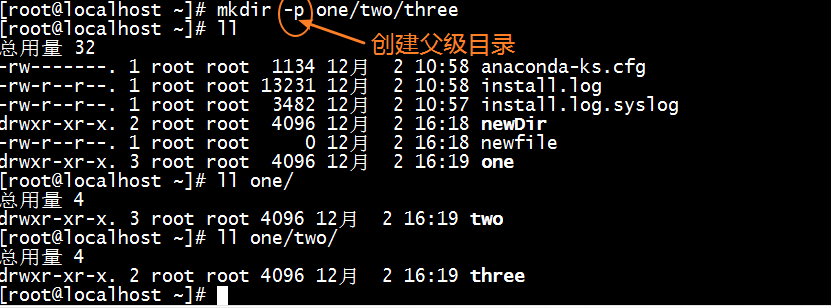 [root@localhost ~]# mkdir -p one/two/three
[root@localhost ~]# ll
创建父级目录
总用量 32
-rw-------. 1 root root  1134 12月  2 10:58 anaconda-ks.cfg
-rw-r--r--. 1 root root 13231 12月  2 10:58 install.log
-rw-r--r--. 1 root root  3482 12月  2 10:57 install.log.syslog
drwxr-xr-x. 2 root root  4096 12月  2 16:18 newDir
-rw-r--r--. 1 root root     0 12月  2 16:18 newfile
drwxr-xr-x. 3 root root  4096 12月  2 16:19 one
[root@localhost ~]# ll one/
总用量 4
drwxr-xr-x. 3 root root 4096 12月  2 16:19 two
[root@localhost ~]# ll one/two/
总用量 4
drwxr-xr-x. 2 root root 4096 12月  2 16:19 three
[root@localhost ~]#